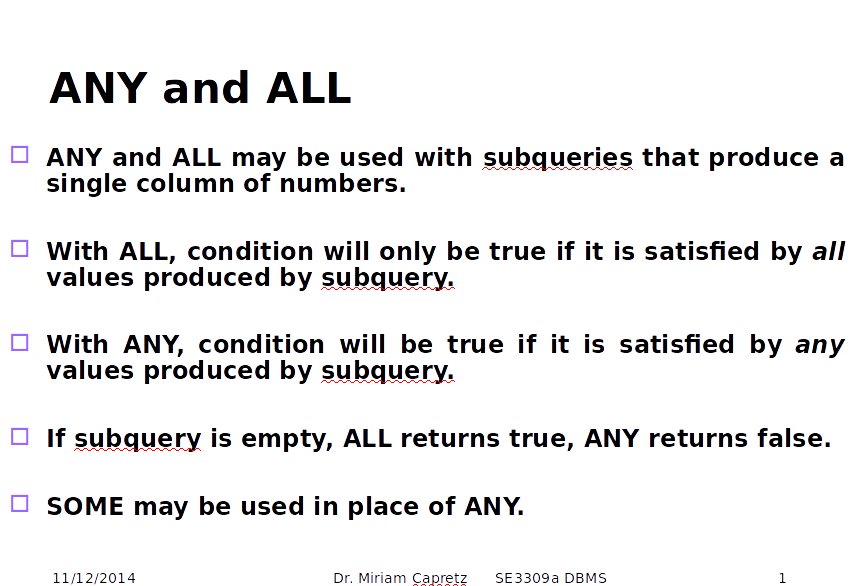 ANY and ALL
ANY and ALL may be used with subqueries that produce a
single column of numbers.
With ALL, condition will only be true if it is satisfied by all
values produced by subquery.
With ANY, condition will be true if it is satisfied by any
values produced by subquery.
If subquery is empty, ALL returns true, ANY returns false.
SOME may be used in place of ANY.
11/12/2014 Dr. Miriam Capretz SE3309a DBMS 1